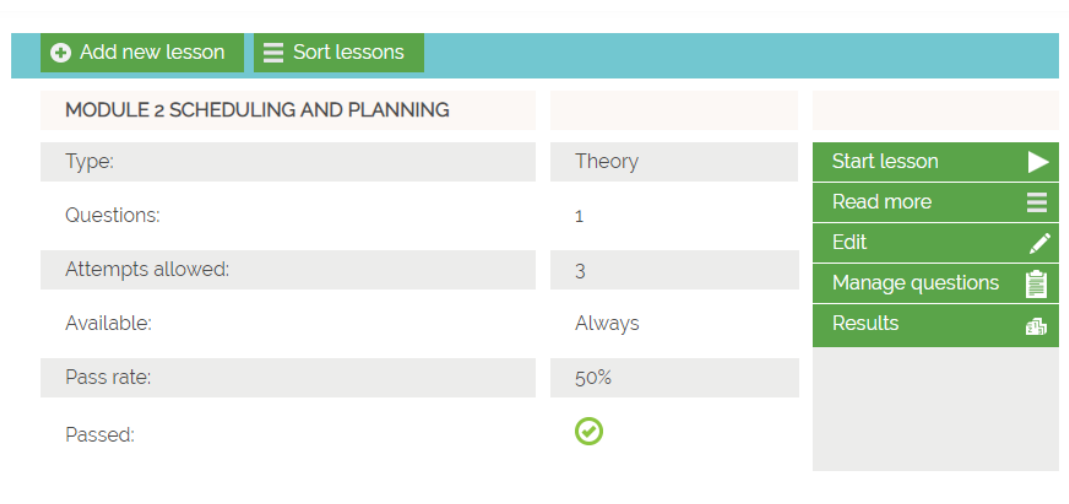 Add new lesson
Sort lessons
MODULE 2 SCHEDULING AND PLANNING
Type: Theory
Questions: 1
Attempts allowed: 3
Available: Always
Pass rate: 50%
Passed:
Start lesson
Read more
Edit
Manage questions
Results